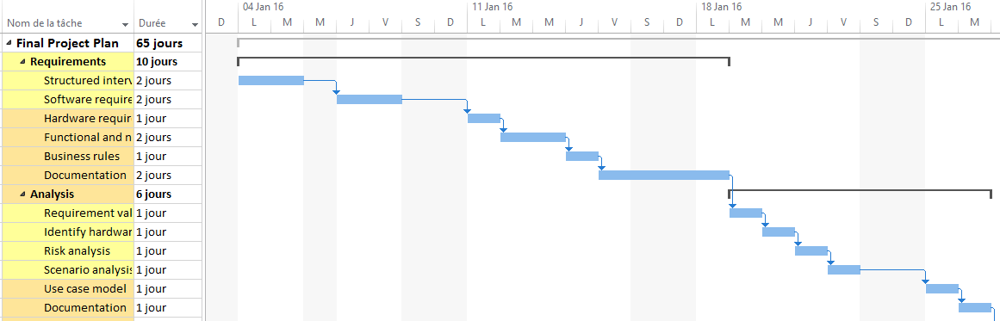 04 Jan 16 11 Jan 16 18 Jan 16 25 Jan 16
Nom de la tâche Durée D L M M J V S D L M M J V S D L M M J V S D L M
Final Project Plan 65 jours
Requirements 10 jours
Structured interv 2 jours
Software require 2 jours
Hardware requir 1 jour
Functional and n 2 jours
Business rules 1 jour
Documentation 2 jours
Analysis 6 jours
Requirement val 1 jour
Identify hardwar 1 jour
Risk analysis 1 jour
Scenario analysis 1 jour
Use case model 1 jour
Documentation 1 jour